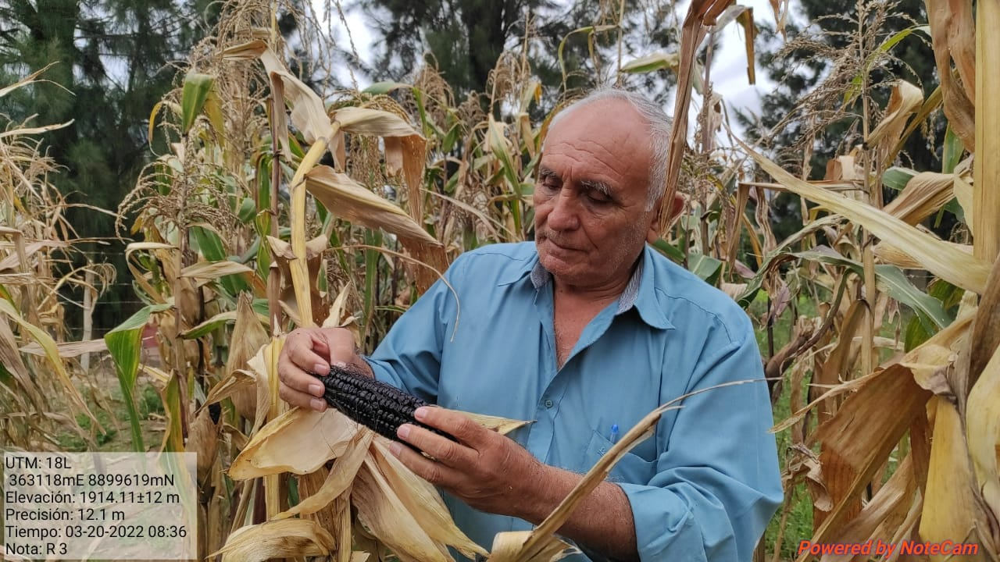 UTM: 18L
363118mE 8899619mN
Elevación: 1914.11±12 m
Precisión: 12.1 m
Tiempo: 03-20-2022 08:36
Nota: R 3
Powered by NoteCam